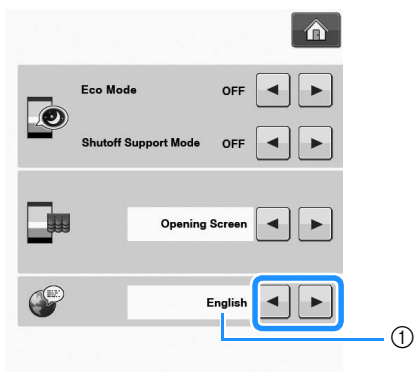 Eco Mode OFF
Shutoff Support Mode OFF
Opening Screen
English
①